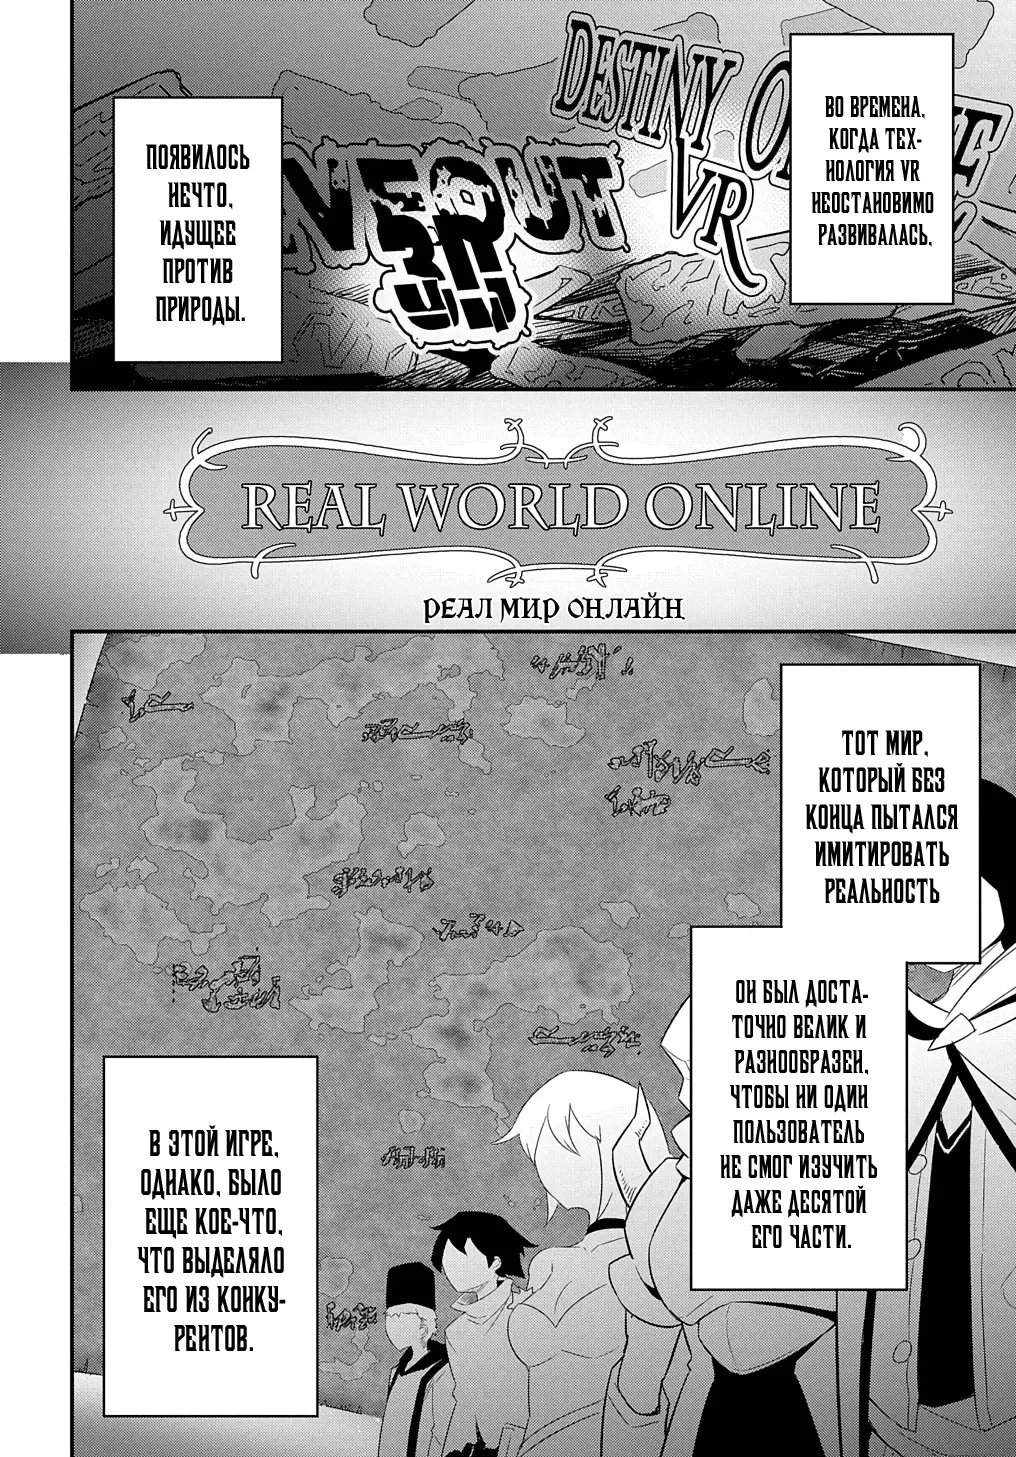 DESTINY
VR
ВО ВРЕМЕНА,
КОГДА ТЕХ-
НОЛОГИЯ VR
НЕОСТАНОВИМО
РАЗВИВАЛАСЬ,
ПОЯВИЛОСЬ
НЕЧТО,
ИДУЩЕЕ
ПРОТИВ
ПРИРОДЫ.
REAL WORLD ONLINE
РЕАЛ МИР ОНЛАЙН
ТОТ МИР,
КОТОРЫЙ БЕЗ
КОНЦА ПЫТАЛСЯ
ИМИТИРОВАТЬ
РЕАЛЬНОСТЬ
ОН БЫЛ ДОСТА-
ТОЧНО ВЕЛИК И
РАЗНООБРАЗЕН,
ЧТОБЫ НИ ОДИН
ПОЛЬЗОВАТЕЛЬ
НЕ СМОГ ИЗУЧИТЬ
ДАЖЕ ДЕСЯТОЙ
ЕГО ЧАСТИ.
В ЭТОЙ ИГРЕ,
ОДНАКО, БЫЛО
ЕЩЕ КОЕ-ЧТО,
ЧТО ВЫДЕЛЯЛО
ЕГО ИЗ КОНКУ-
РЕНТОВ.